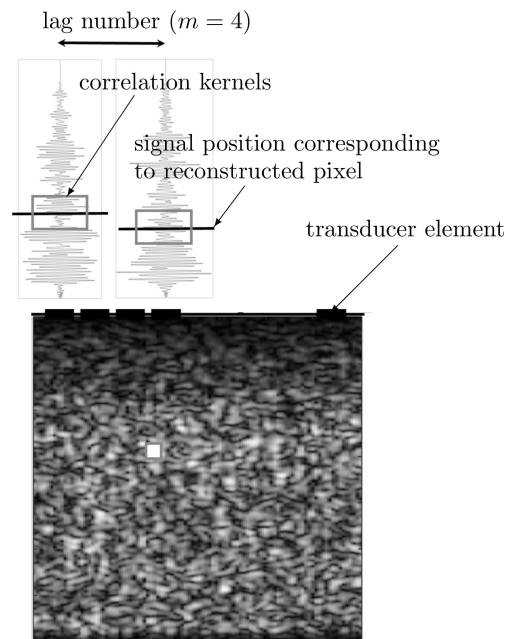 lag number (m = 4)
correlation kernels
signal position corresponding
to reconstructed pixel
transducer element